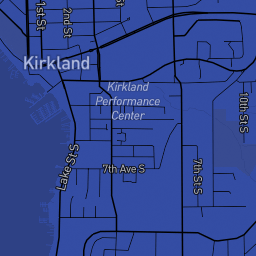 1st St
2nd St
Kirkland
Kirkland
Performance
Center
10th St S
Lake St S
7th Ave S
7th St S